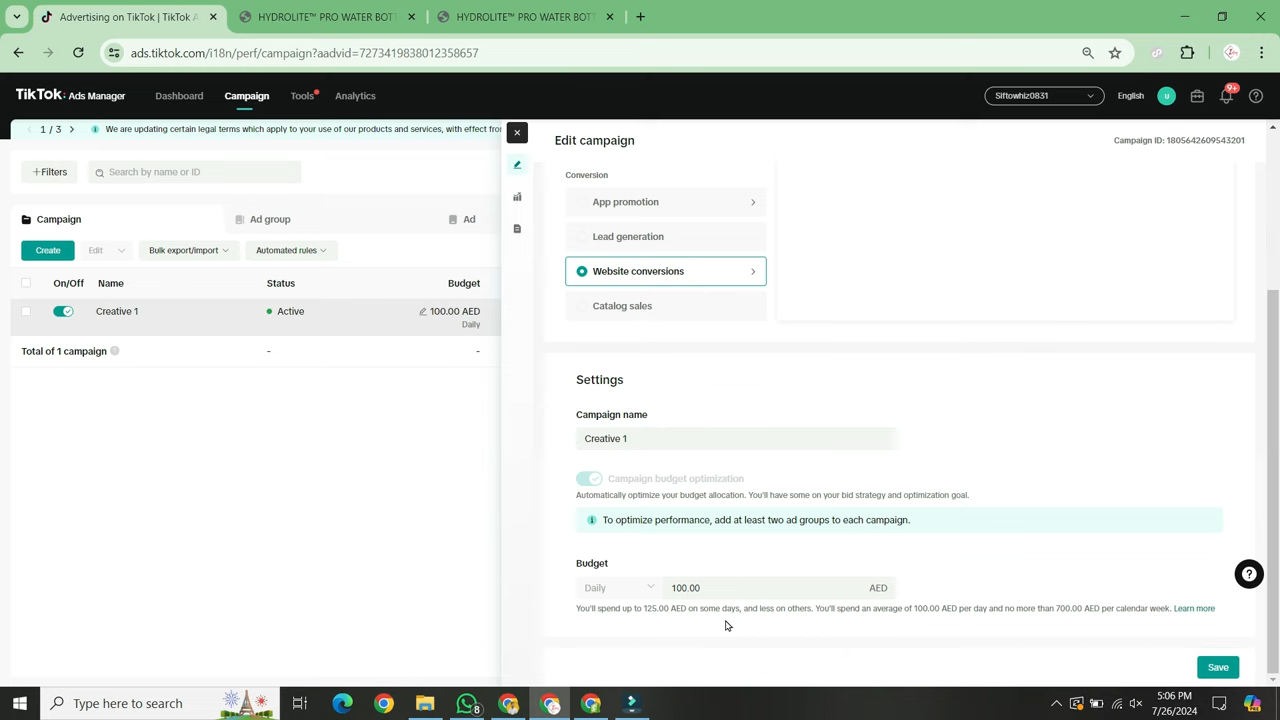 Advertising on TikTok | TikTok
HYDROLITE™ PRO WATER BOT
HYDROLITE™ PRO WATER BOT
ads.tiktok.com/i18n/perf/campaign?aadvid=7273419838012358657
TikTok: Ads Manager
Dashboard
Campaign
Tools
Analytics
Siftowhiz0831
English
u
9+
1 / 3
We are updating certain legal terms which apply to your use of our products and services, with effect fro
Edit campaign
Campaign ID: 1805642609543201
+Filters
Search by name or ID
Conversion
App promotion
Lead generation
Website conversions
Catalog sales
Campaign
Ad group
Ad
Create
Edit
Bulk export/import
Automated rules
On/Off
Name
Status
Budget
Creative 1
Active
100.00 AED
Daily
Total of 1 campaign
-
-
Settings
Campaign name
Creative 1
Campaign budget optimization
Automatically optimize your budget allocation. You'll have some on your bid strategy and optimization goal.
To optimize performance, add at least two ad groups to each campaign.
Budget
Daily
100.00
AED
You'll spend up to 125.00 AED on some days, and less on others. You'll spend an average of 100.00 AED per day and no more than 700.00 AED per calendar week. Learn more
Save
Type here to search
8
5:06 PM
7/26/2024